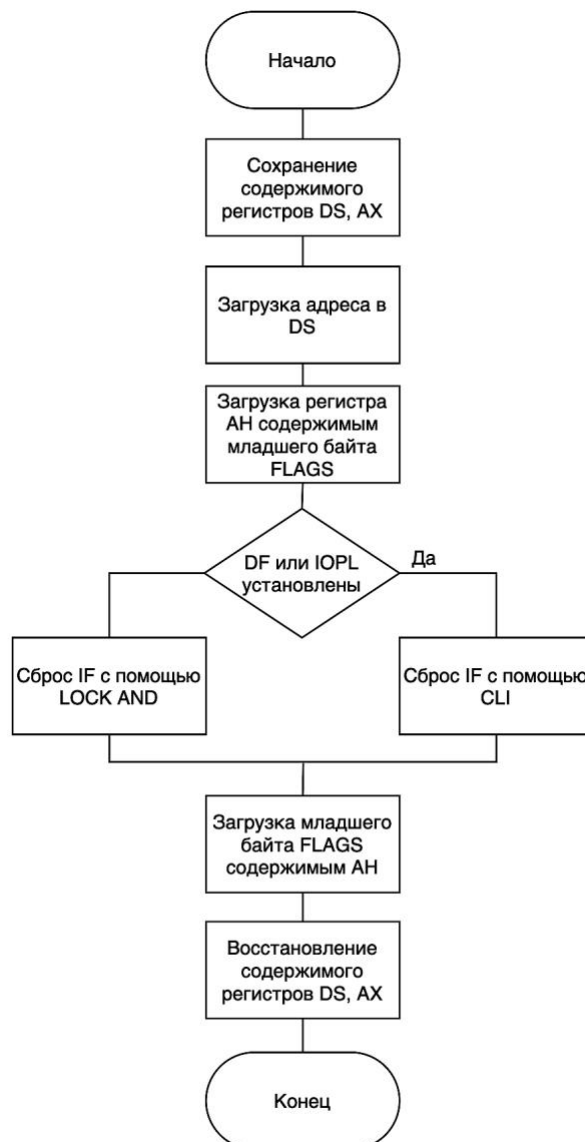 Начало
Сохранение
содержимого
регистров DS, AX
Загрузка адреса в
DS
Загрузка регистра
AH содержимым
младшего байта
FLAGS
DF или IOPL
установлены
Да
Сброс IF с помощью
LOCK AND
Сброс IF с помощью
CLI
Загрузка младшего
байта FLAGS
содержимым AH
Восстановление
содержимого
регистров DS, AX
Конец